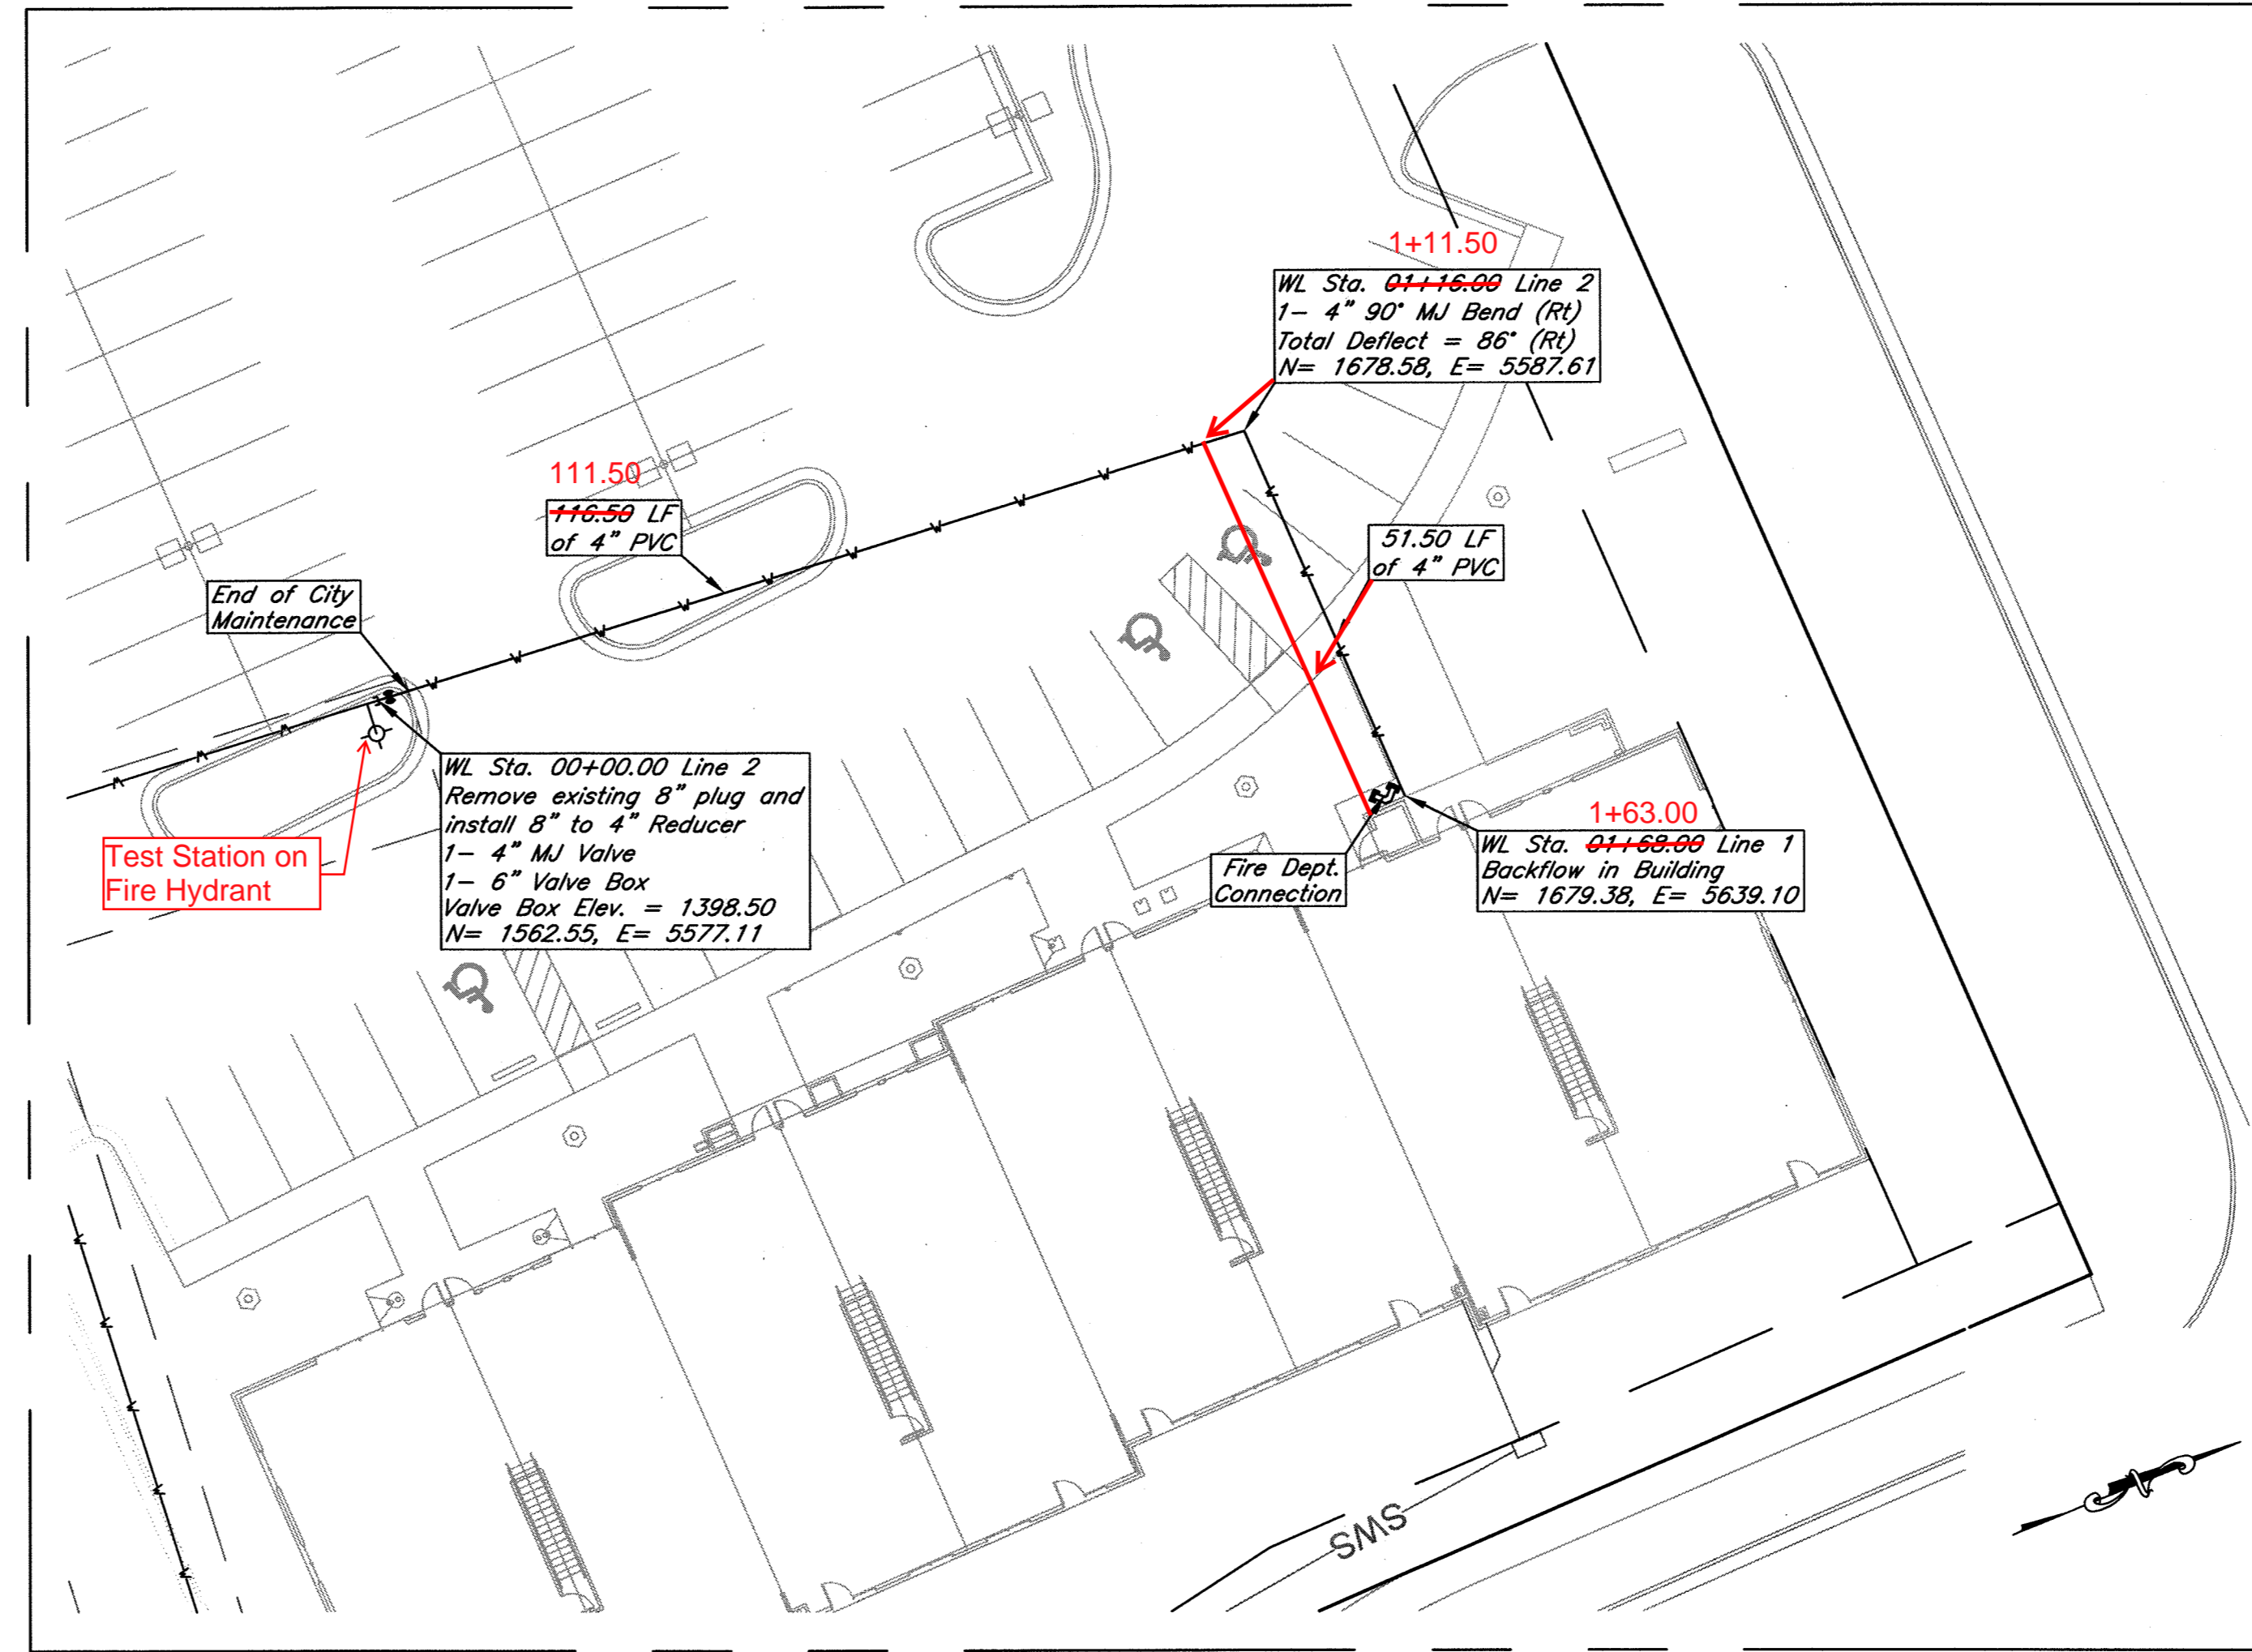 1+11.50
WL Sta. 01+16.00 Line 2
1- 4" 90° MJ Bend (Rt)
Total Deflect = 86° (Rt)
N= 1678.58, E= 5587.61
111.50
116.50 LF
of 4" PVC
51.50 LF
of 4" PVC
End of City
Maintenance
WL Sta. 00+00.00 Line 2
Remove existing 8" plug and
install 8" to 4" Reducer
1- 4" MJ Valve
1- 6" Valve Box
Valve Box Elev. = 1398.50
N= 1562.55, E= 5577.11
Test Station on
Fire Hydrant
1+63.00
WL Sta. 01+68.00 Line 1
Backflow in Building
N= 1679.38, E= 5639.10
Fire Dept.
Connection
SWS